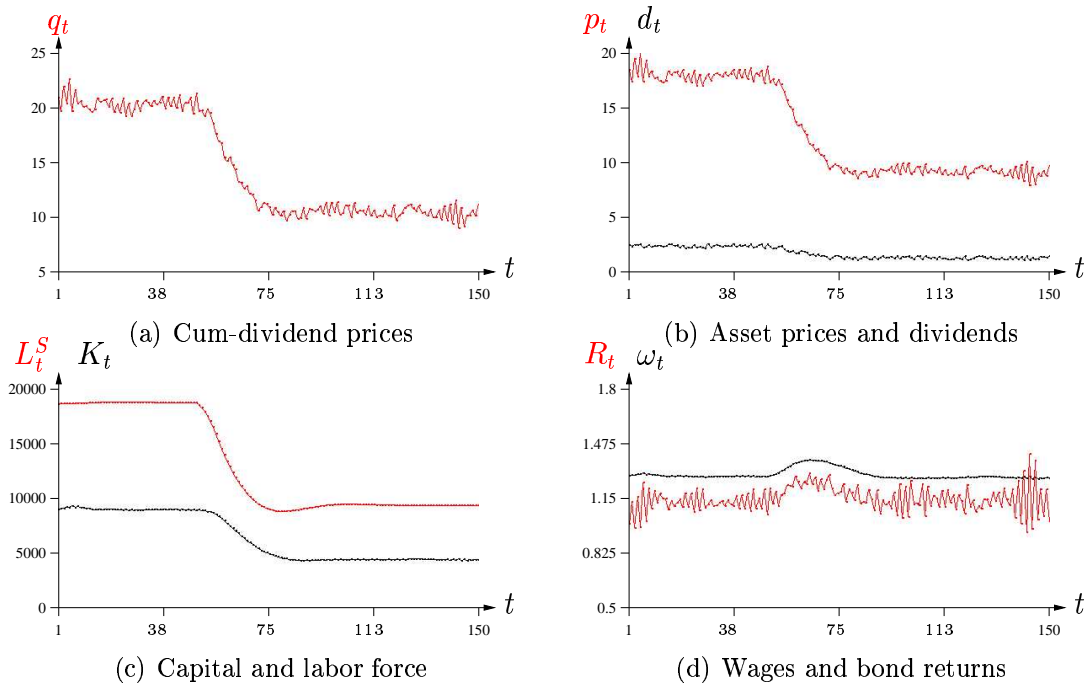 q_t
25
20
15
10
5
1 38 75 113 150
t
(a) Cum-dividend prices
p_t d_t
20
15
10
5
0
1 38 75 113 150
t
(b) Asset prices and dividends
L_t^S K_t
20000
15000
10000
5000
0
1 38 75 113 150
t
(c) Capital and labor force
R_t ω_t
1.8
1.475
1.15
0.825
0.5
1 38 75 113 150
t
(d) Wages and bond returns